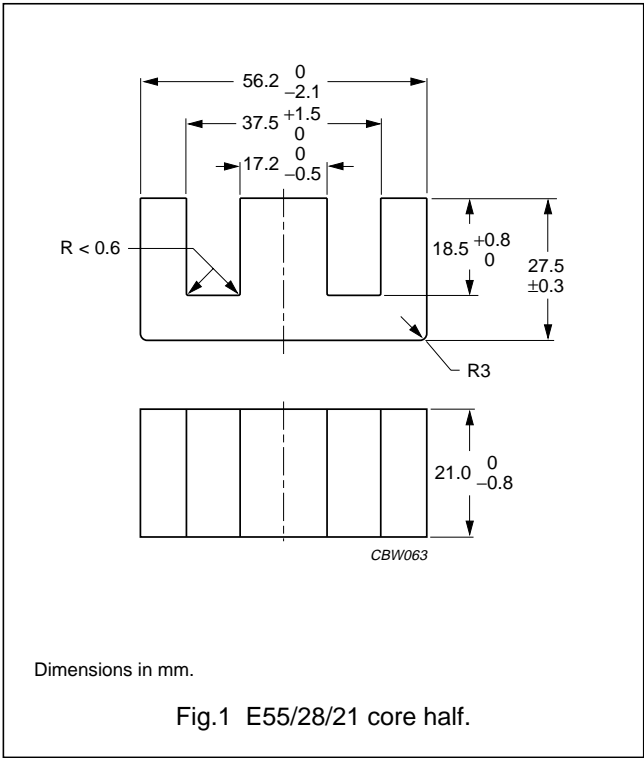 56.2 0 −2.1
37.5 +1.5 0
17.2 0 −0.5
R < 0.6
18.5 +0.8 0
27.5 ±0.3
R3
21.0 0 −0.8
CBW063
Dimensions in mm.
Fig.1 E55/28/21 core half.